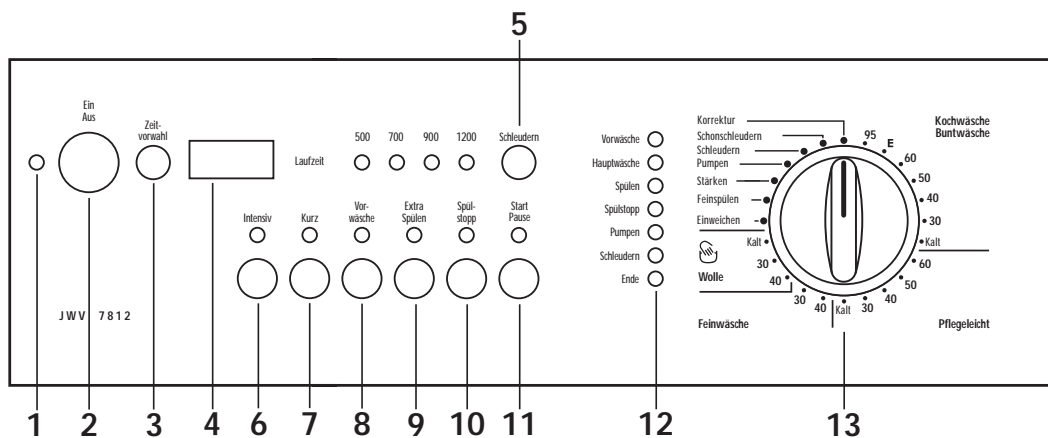 5
Ein
Aus
Zeit-
vorwahl
Laufzeit
500 700 900 1200
Schleudern
Intensiv
Kurz
Vor-
wäsche
Extra
Spülen
Spül-
stopp
Start
Pause
JWV 7812
Vorwäsche
Hauptwäsche
Spülen
Spülstopp
Pumpen
Schleudern
Ende
Korrektur
Schonschleudern
Schleudern
Pumpen
Stärken
Feinspülen
Einweichen
Kochwäsche
Buntwäsche
95
E
60
50
40
30
Kalt
60
50
40
30
Kalt
40
30
40
30
Kalt
Wolle
Feinwäsche
Pflegeleicht
1 2 3 4 6 7 8 9 10 11 12 13